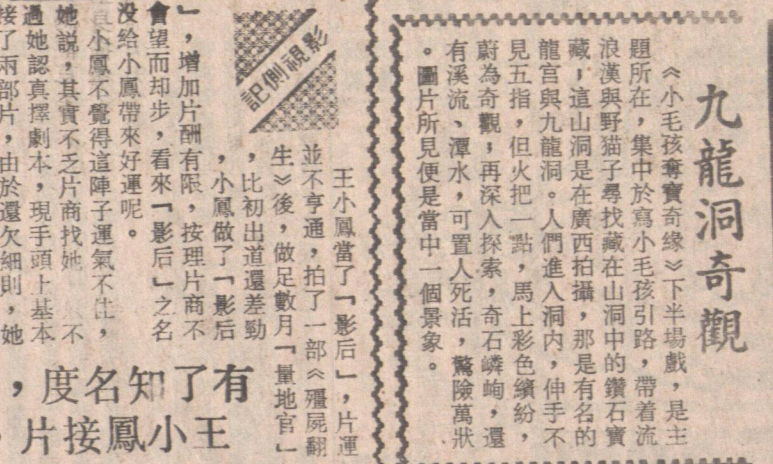 九龍洞奇觀
《小毛孩奪寶奇緣》下半場戲，是主
題所在，集中於寫小毛孩引路，帶着流
浪漢與野猫子尋找藏在山洞中的鑽石寶
藏；這山洞是在廣西拍攝，那是有名的
龍宮與九龍洞。人們進入洞內，伸手不
見五指，但火把一點，馬上彩色繽紛，
蔚為奇觀，再深入探索，奇石嶙峋，還
有溪流、潭水，可置人死活，驚險萬狀
。圖片所見便是當中一個景象。
影視側記
王小鳳當了「影后」，片運
並不亨通，拍了一部《殭屍翻
生》後，做足數月「量地官」
，比初出道還差勁
，小鳳做了「影后
」，增加片酬有限，按理片商不
會望而却步，看來「影后」之名
没給小鳳帶來好運呢。
小鳳不覺得這陣子運氣不佳，
她說，其實不乏片商找她
不
過她認真擇劇本，現手頭上基本
接了兩部片，由於還欠細則，她
有了知名度，
王小鳳接片